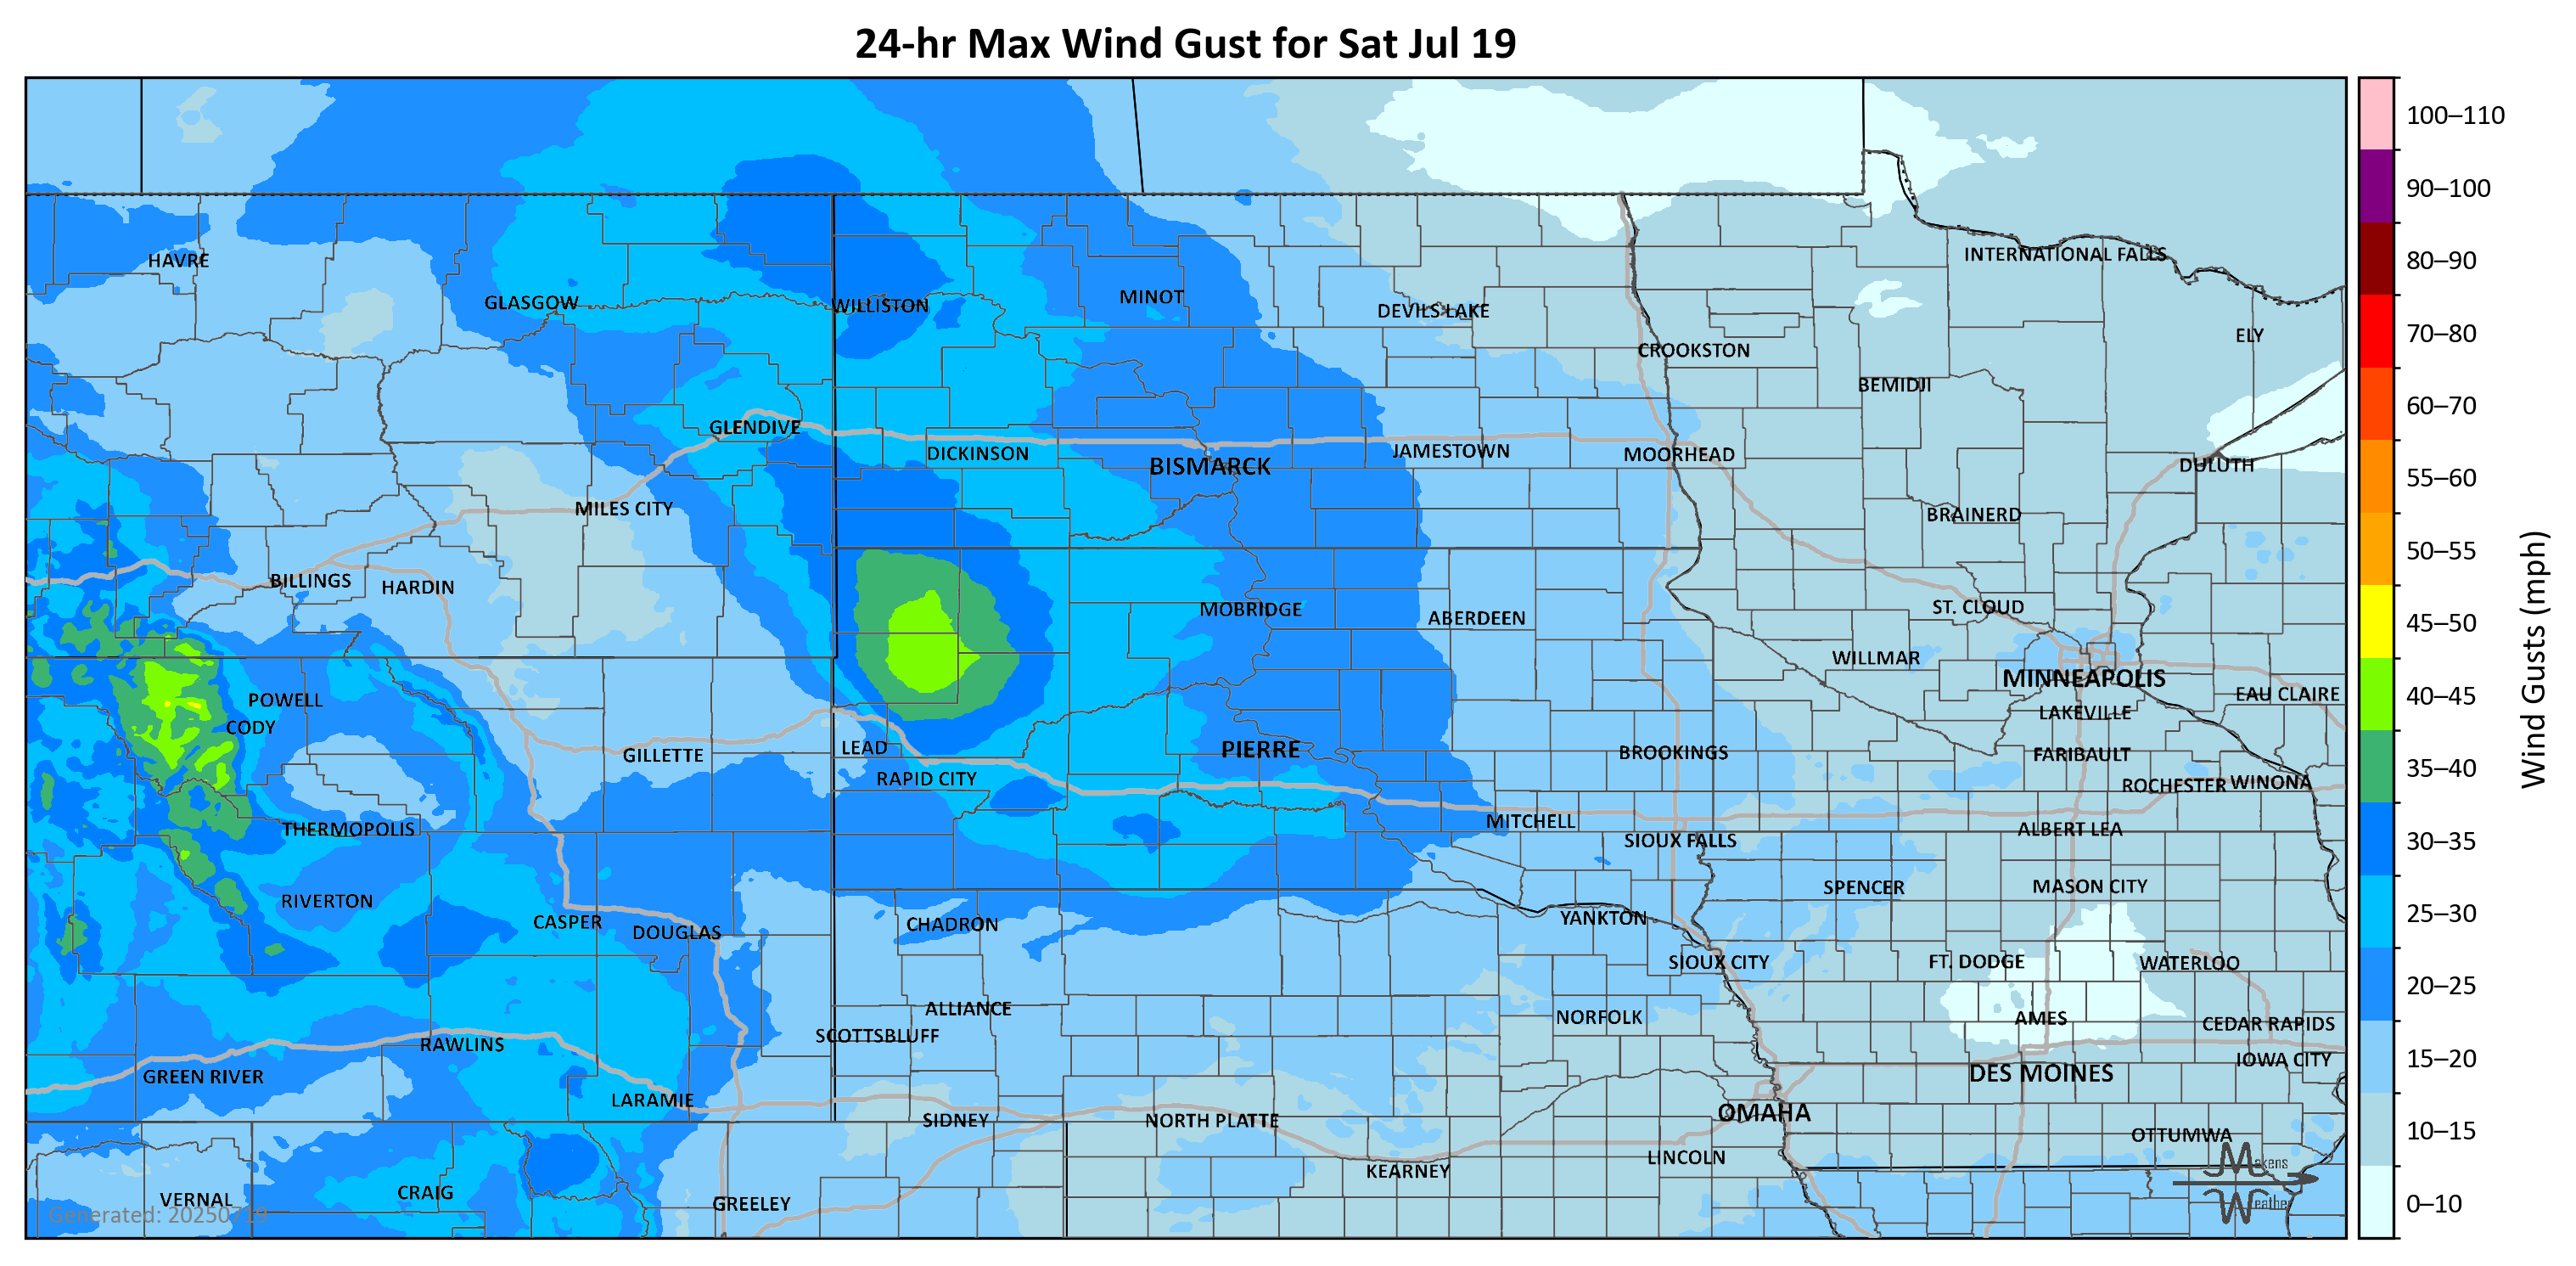 24-hr Max Wind Gust for Sat Jul 19
100–110
90–100
80–90
70–80
60–70
55–60
50–55
45–50
40–45
35–40
30–35
25–30
20–25
15–20
10–15
0–10
Wind Gusts (mph)
HAVRE
GLASGOW
WILLISTON
MINOT
DEVILS LAKE
INTERNATIONAL FALLS
ELY
CROOKSTON
BEMIDJI
GLENDIVE
DICKINSON
BISMARCK
JAMESTOWN
MOORHEAD
DULUTH
MILES CITY
BRAINERD
BILLINGS
HARDIN
MOBRIDGE
ABERDEEN
ST. CLOUD
WILLMAR
MINNEAPOLIS
EAU CLAIRE
POWELL
CODY
LAKEVILLE
GILLETTE
LEAD
PIERRE
BROOKINGS
FARIBAULT
RAPID CITY
ROCHESTER
WINONA
THERMOPOLIS
MITCHELL
SIOUX FALLS
ALBERT LEA
RIVERTON
SPENCER
MASON CITY
CASPER
DOUGLAS
CHADRON
YANKTON
SIOUX CITY
FT. DODGE
WATERLOO
ALLIANCE
NORFOLK
AMES
CEDAR RAPIDS
SCOTTSBLUFF
RAWLINS
IOWA CITY
GREEN RIVER
DES MOINES
LARAMIE
SIDNEY
NORTH PLATTE
OMAHA
OTTUMWA
KEARNEY
LINCOLN
VERNAL
CRAIG
GREELEY
Generated: 20250719
Makens
Weather